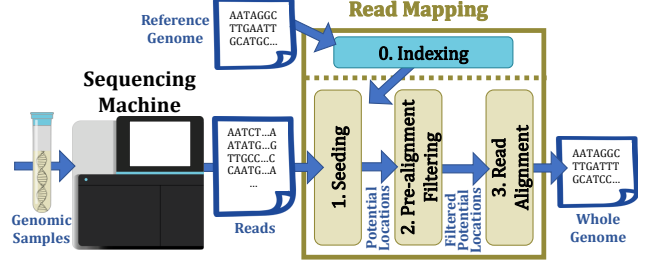 Read Mapping
Reference
Genome
AATAGGC
TTGAATT
GCATGC...
0. Indexing
Sequencing
Machine
Genomic
Samples
AATCT...A
ATATG...G
TTGCC...C
CAATG...A
...
Reads
1. Seeding
Potential
Locations
2. Pre-alignment
Filtering
Filtered
Potential
Locations
3. Read
Alignment
AATAGGC
TTGATTT
GCATCC...
Whole
Genome